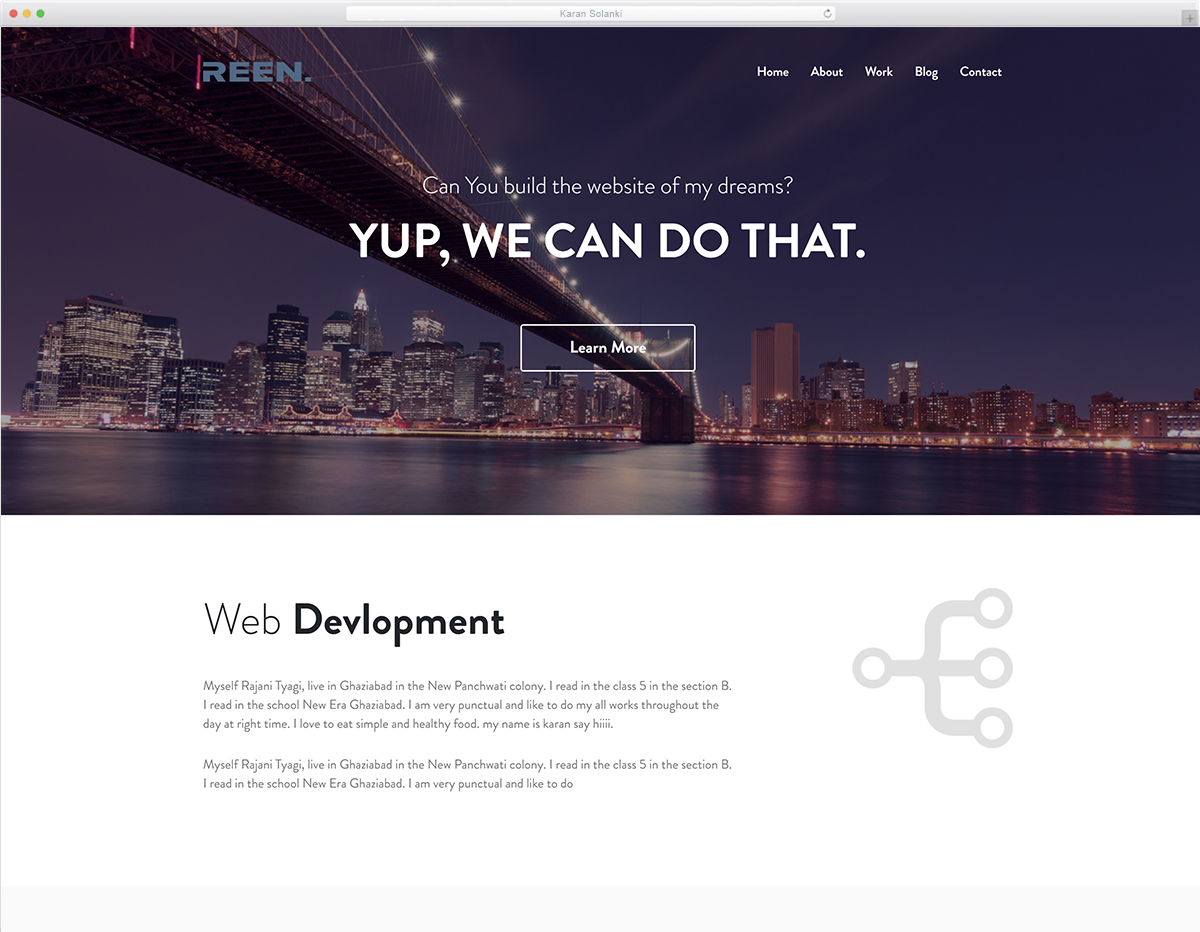 Karan Solanki
REEN.
Home About Work Blog Contact
Can You build the website of my dreams?
YUP, WE CAN DO THAT.
Learn More
Web Devlopment
Myself Rajani Tyagi, live in Ghaziabad in the New Panchwati colony. I read in the class 5 in the section B.
I read in the school New Era Ghaziabad. I am very punctual and like to do my all works throughout the
day at right time. I love to eat simple and healthy food. my name is karan say hiiii.
Myself Rajani Tyagi, live in Ghaziabad in the New Panchwati colony. I read in the class 5 in the section B.
I read in the school New Era Ghaziabad. I am very punctual and like to do